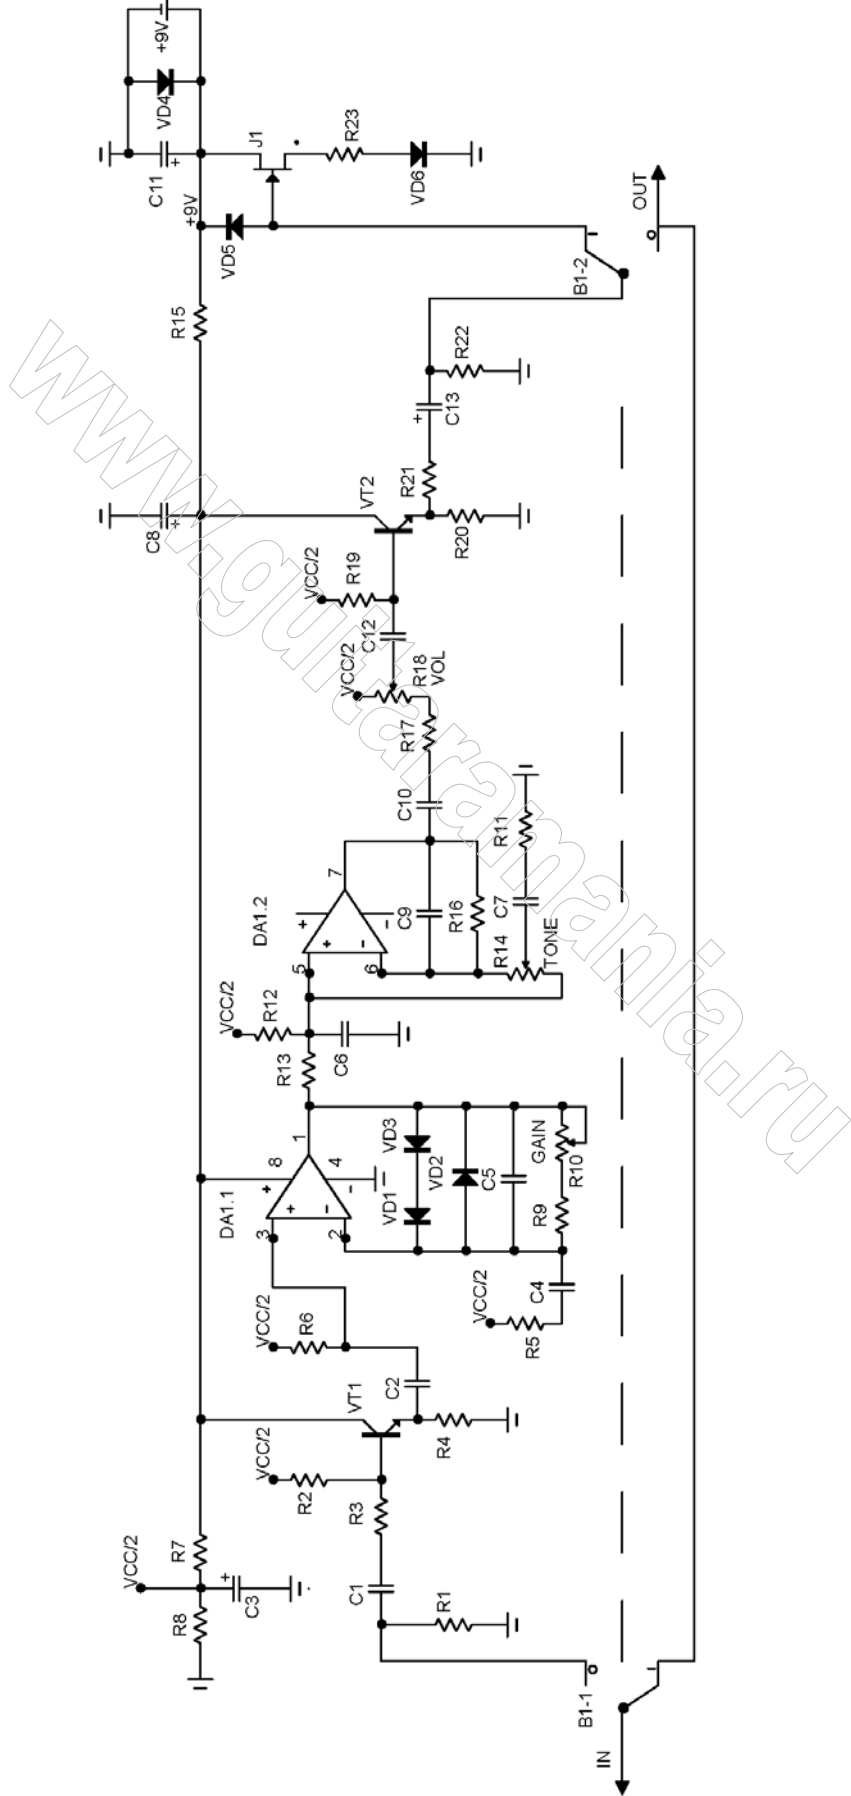 +9V
VD4
C11
+
J1
R23
VD6
+9V
VD5
B1-2
OUT
R15
R22
C13
+
R21
VT2
C8
+
R20
VCC/2
R19
C12
VCC/2
R18
VOL
R17
C10
R11
7
DA1.2
+
-
+
-
C9
R16
C7
R14
TONE
5
6
VCC/2
R12
C6
R13
1
VD3
VD2
VD1
C5
GAIN
R10
R9
8
4
DA1.1
+
-
+
-
3
2
VCC/2
C4
R5
VCC/2
R6
C2
VT1
R4
VCC/2
R2
R3
VCC/2
R7
R8
+
C3
C1
R1
B1-1
IN
www.guitaramania.ru